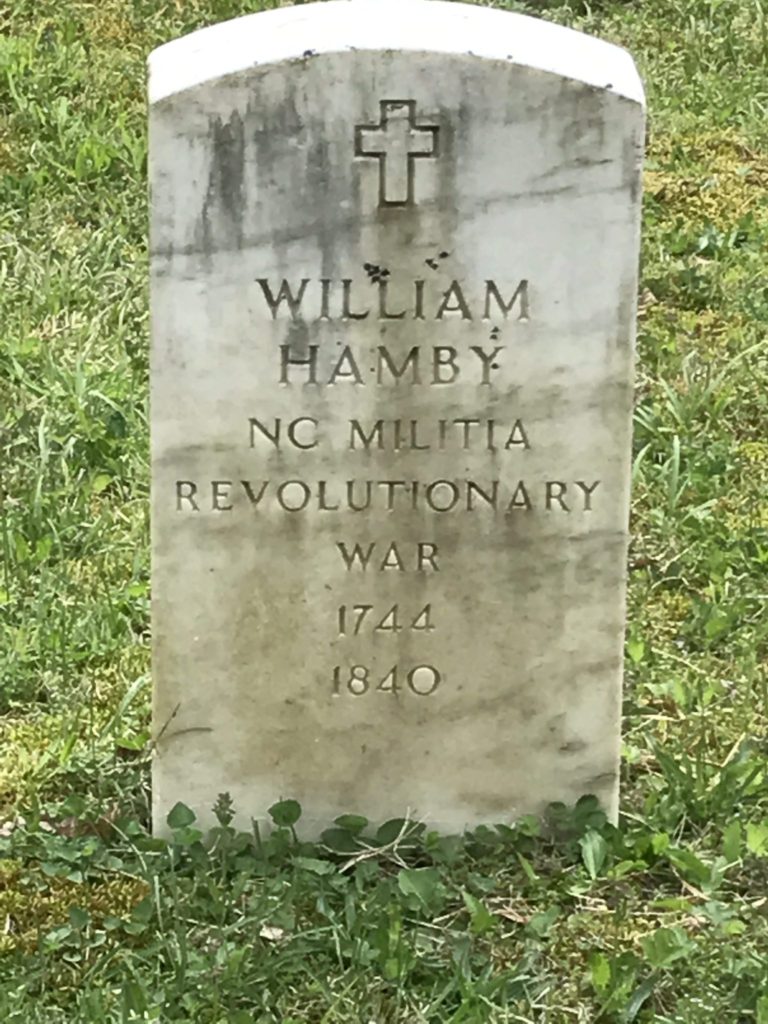 WILLIAM
HAMBY
NC MILITIA
REVOLUTIONARY
WAR
1744
1840